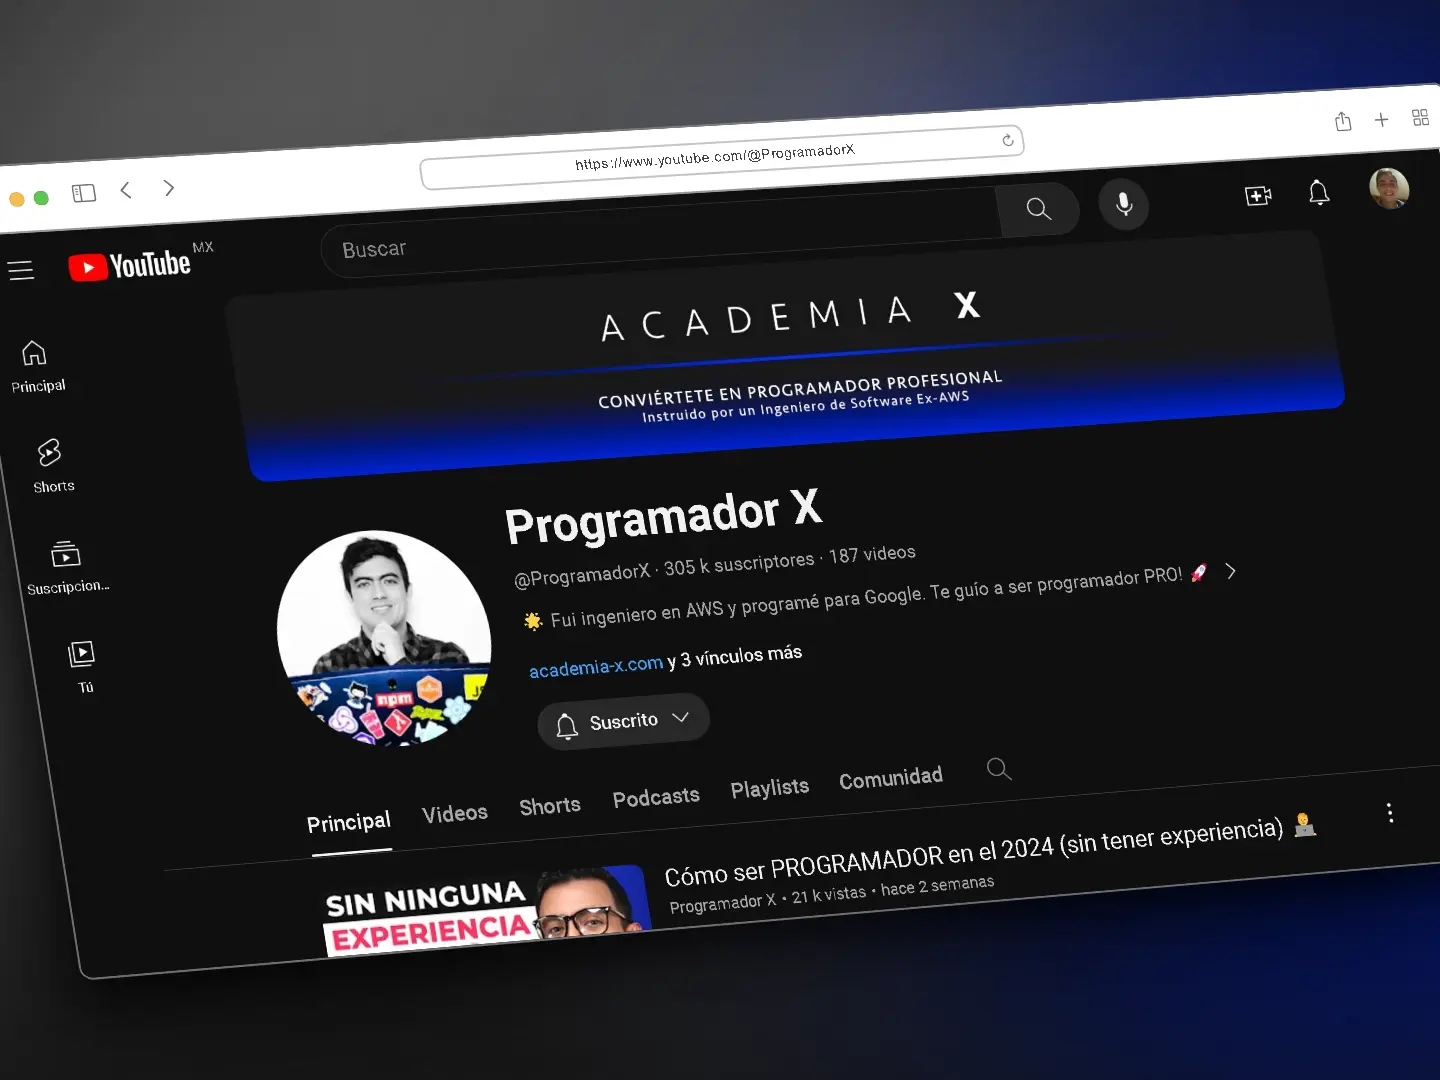 https://www.youtube.com/@ProgramadorX
YouTube MX
Buscar
Principal
Shorts
Suscripcion...
Tú
ACADEMIA X
CONVIÉRTETE EN PROGRAMADOR PROFESIONAL
Instruido por un Ingeniero de Software Ex-AWS
Programador X
@ProgramadorX · 305 k suscriptores · 187 videos
🌟 Fui ingeniero en AWS y programé para Google. Te guío a ser programador PRO! 🚀
academia-x.com y 3 vínculos más
npm
JS
Suscrito
Principal Videos Shorts Podcasts Playlists Comunidad
SIN NINGUNA
EXPERIENCIA
Cómo ser PROGRAMADOR en el 2024 (sin tener experiencia) 👨‍💻
Programador X • 21 k vistas • hace 2 semanas